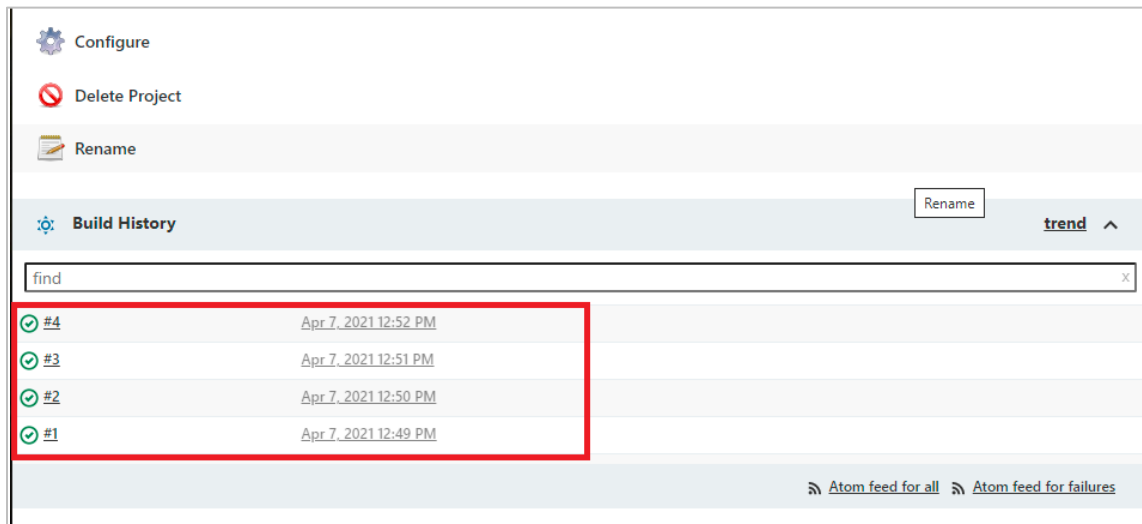 Configure
Delete Project
Rename
Rename
Build History trend
find x
#4 Apr 7, 2021 12:52 PM
#3 Apr 7, 2021 12:51 PM
#2 Apr 7, 2021 12:50 PM
#1 Apr 7, 2021 12:49 PM
Atom feed for all Atom feed for failures